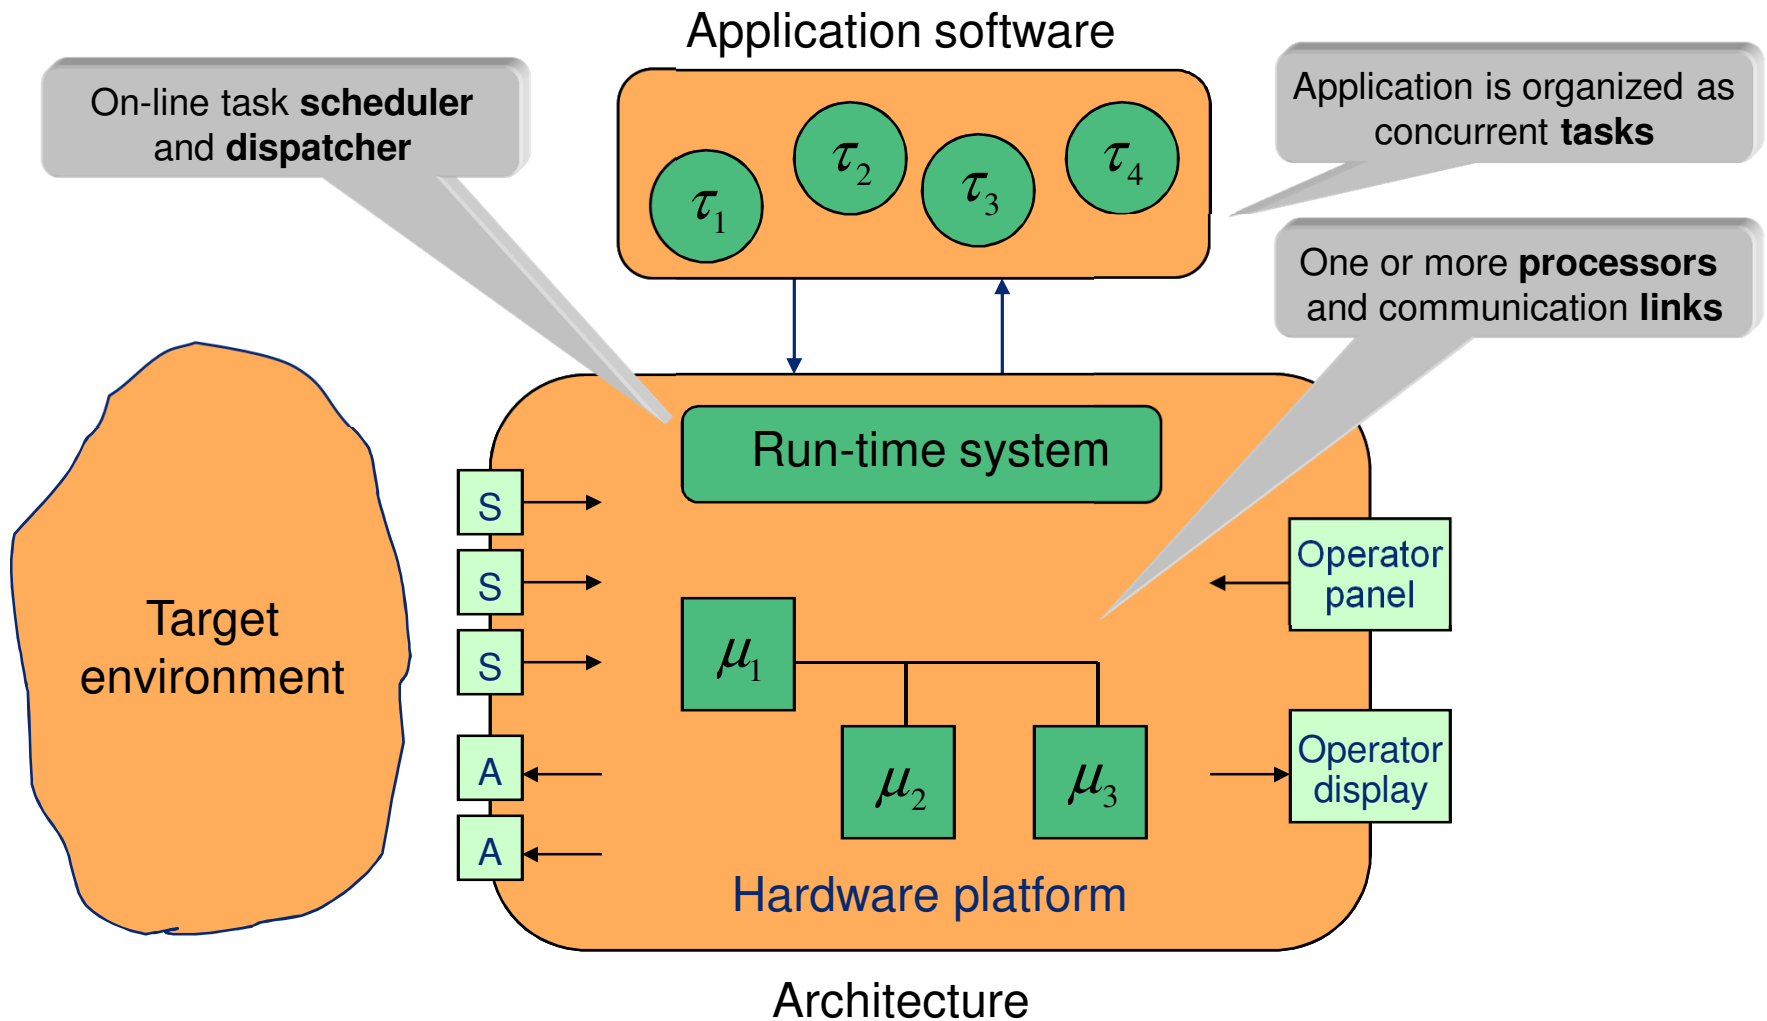 Application software
On-line task scheduler
and dispatcher
Application is organized as
concurrent tasks
τ1
τ2
τ3
τ4
One or more processors
and communication links
Run-time system
Target
environment
S
S
S
A
A
μ1
μ2
μ3
Operator
panel
Operator
display
Hardware platform
Architecture